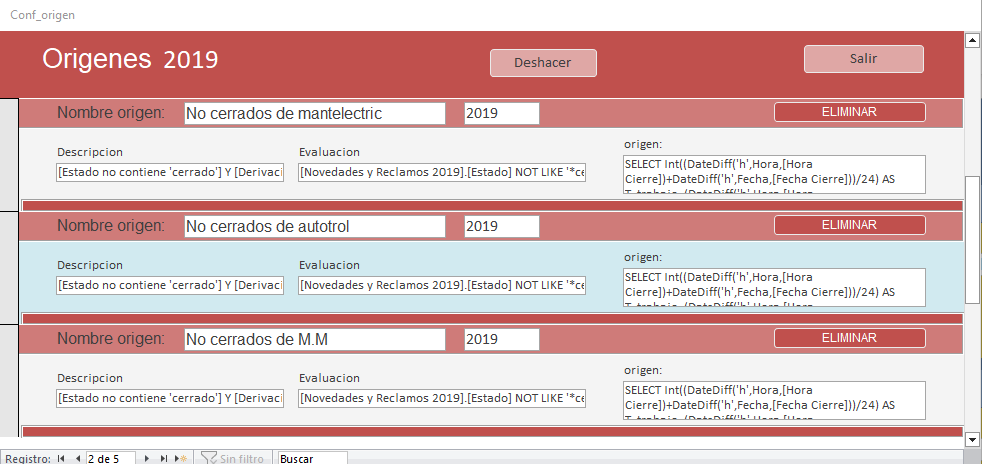 Conf_origen
Origenes 2019
Deshacer
Salir
Nombre origen: No cerrados de mantelectric 2019 ELIMINAR
Descripcion Evaluacion origen:
[Estado no contiene 'cerrado'] Y [Derivaci [Novedades y Reclamos 2019].[Estado] NOT LIKE '*ce
SELECT Int((DateDiff('h',Hora,[Hora
Cierre])+DateDiff('h',Fecha,[Fecha Cierre]))/24) AS
Nombre origen: No cerrados de autotrol 2019 ELIMINAR
Descripcion Evaluacion origen:
[Estado no contiene 'cerrado'] Y [Derivaci [Novedades y Reclamos 2019].[Estado] NOT LIKE '*ce
SELECT Int((DateDiff('h',Hora,[Hora
Cierre])+DateDiff('h',Fecha,[Fecha Cierre]))/24) AS
Nombre origen: No cerrados de M.M 2019 ELIMINAR
Descripcion Evaluacion origen:
[Estado no contiene 'cerrado'] Y [Derivaci [Novedades y Reclamos 2019].[Estado] NOT LIKE '*ce
SELECT Int((DateDiff('h',Hora,[Hora
Cierre])+DateDiff('h',Fecha,[Fecha Cierre]))/24) AS
Registro: 2 de 5 Sin filtro Buscar